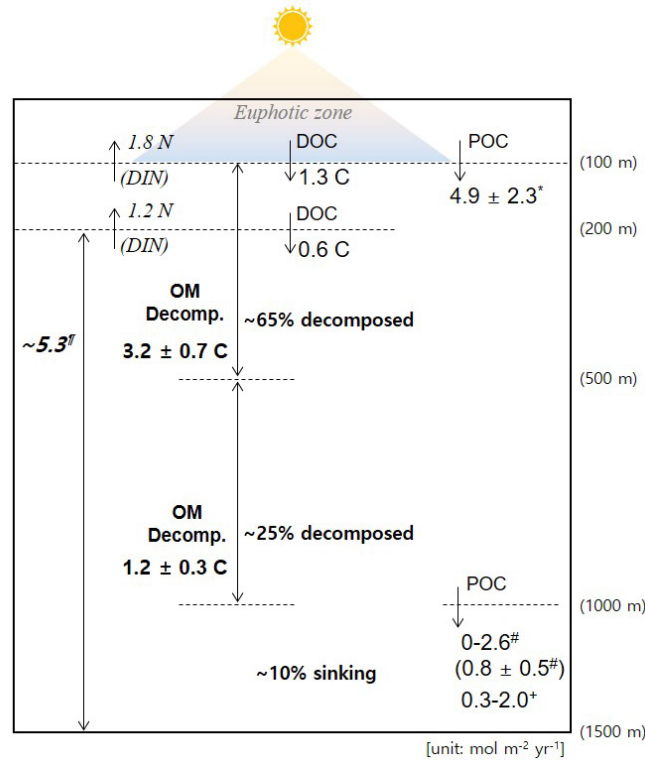 Euphotic zone
1.8 N
DOC
POC
(100 m)
(DIN)
1.3 C
4.9 ± 2.3*
1.2 N
DOC
(200 m)
(DIN)
0.6 C
OM
Decomp.
~65% decomposed
3.2 ± 0.7 C
~5.3¶
(500 m)
OM
Decomp.
~25% decomposed
1.2 ± 0.3 C
POC
(1000 m)
0-2.6#
(0.8 ± 0.5#)
0.3-2.0+
~10% sinking
(1500 m)
[unit: mol m-2 yr-1]